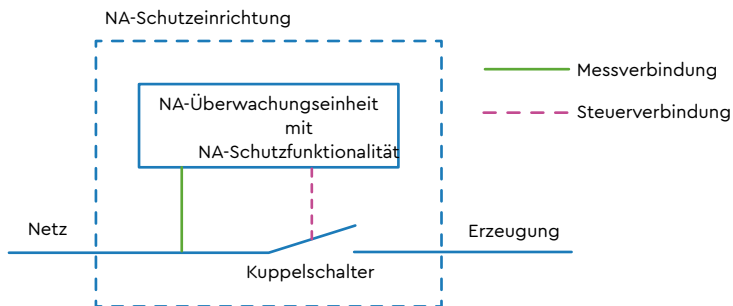 NA-Schutzeinrichtung
NA-Überwachungseinheit
mit
NA-Schutzfunktionalität
Messverbindung
Steuerverbindung
Netz
Erzeugung
Kuppelschalter